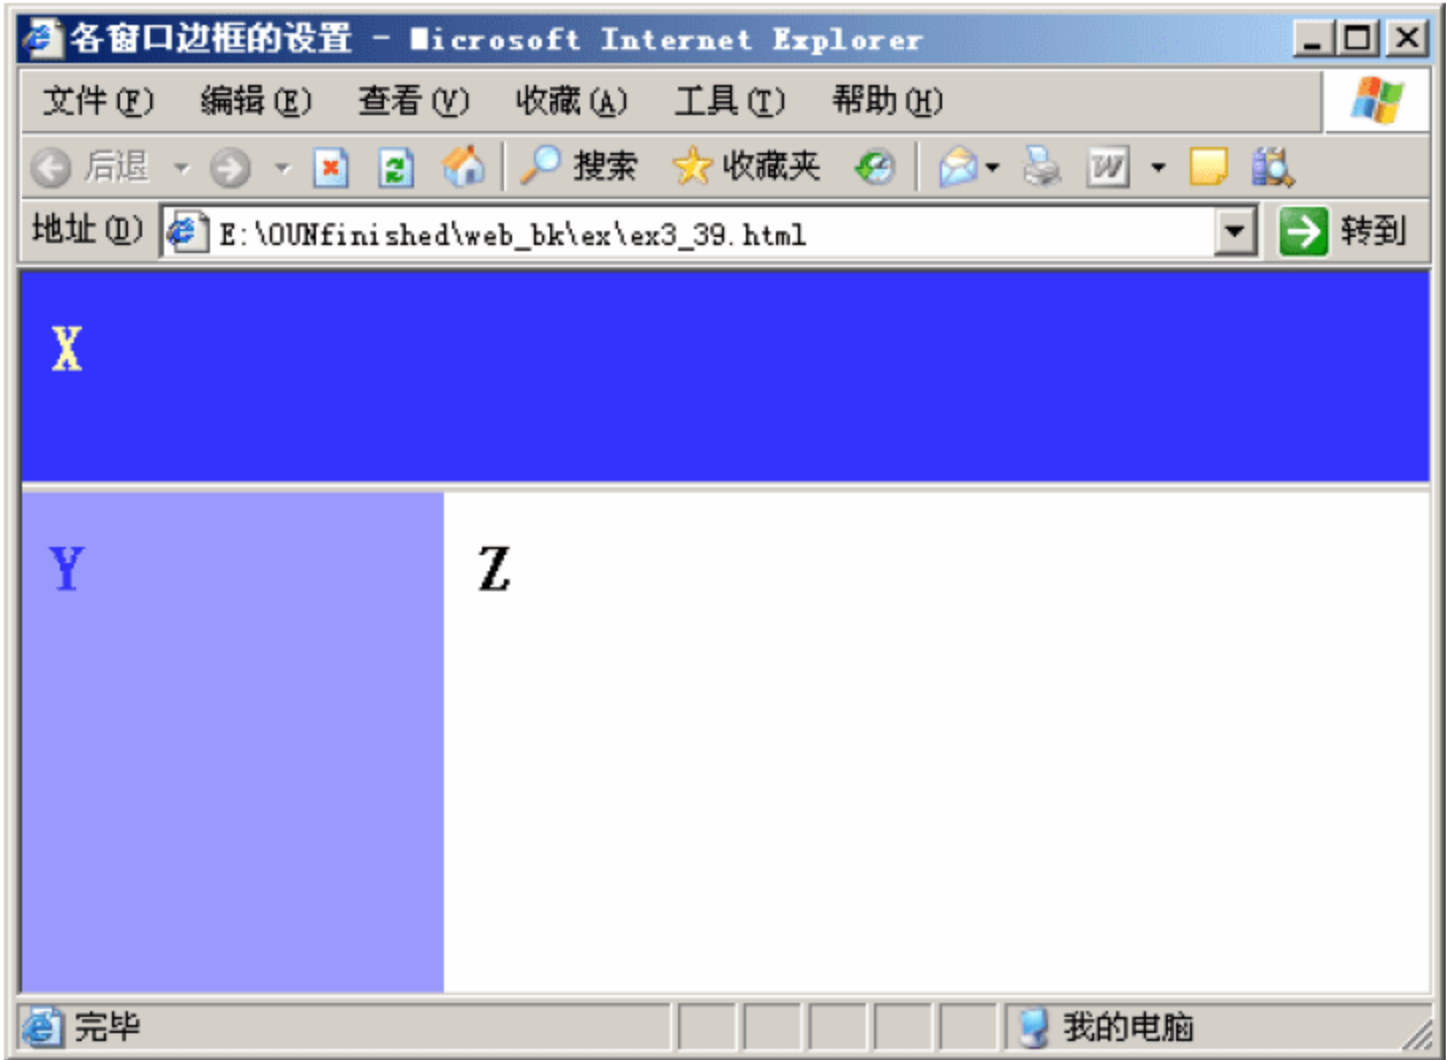 各窗口边框的设置 - Microsoft Internet Explorer
文件(F) 编辑(E) 查看(V) 收藏(A) 工具(T) 帮助(H)
后退 搜索 收藏夹 W
地址(D) E:\OUNfinished\web_bk\ex\ex3_39.html 转到
X
Y Z
完毕 我的电脑